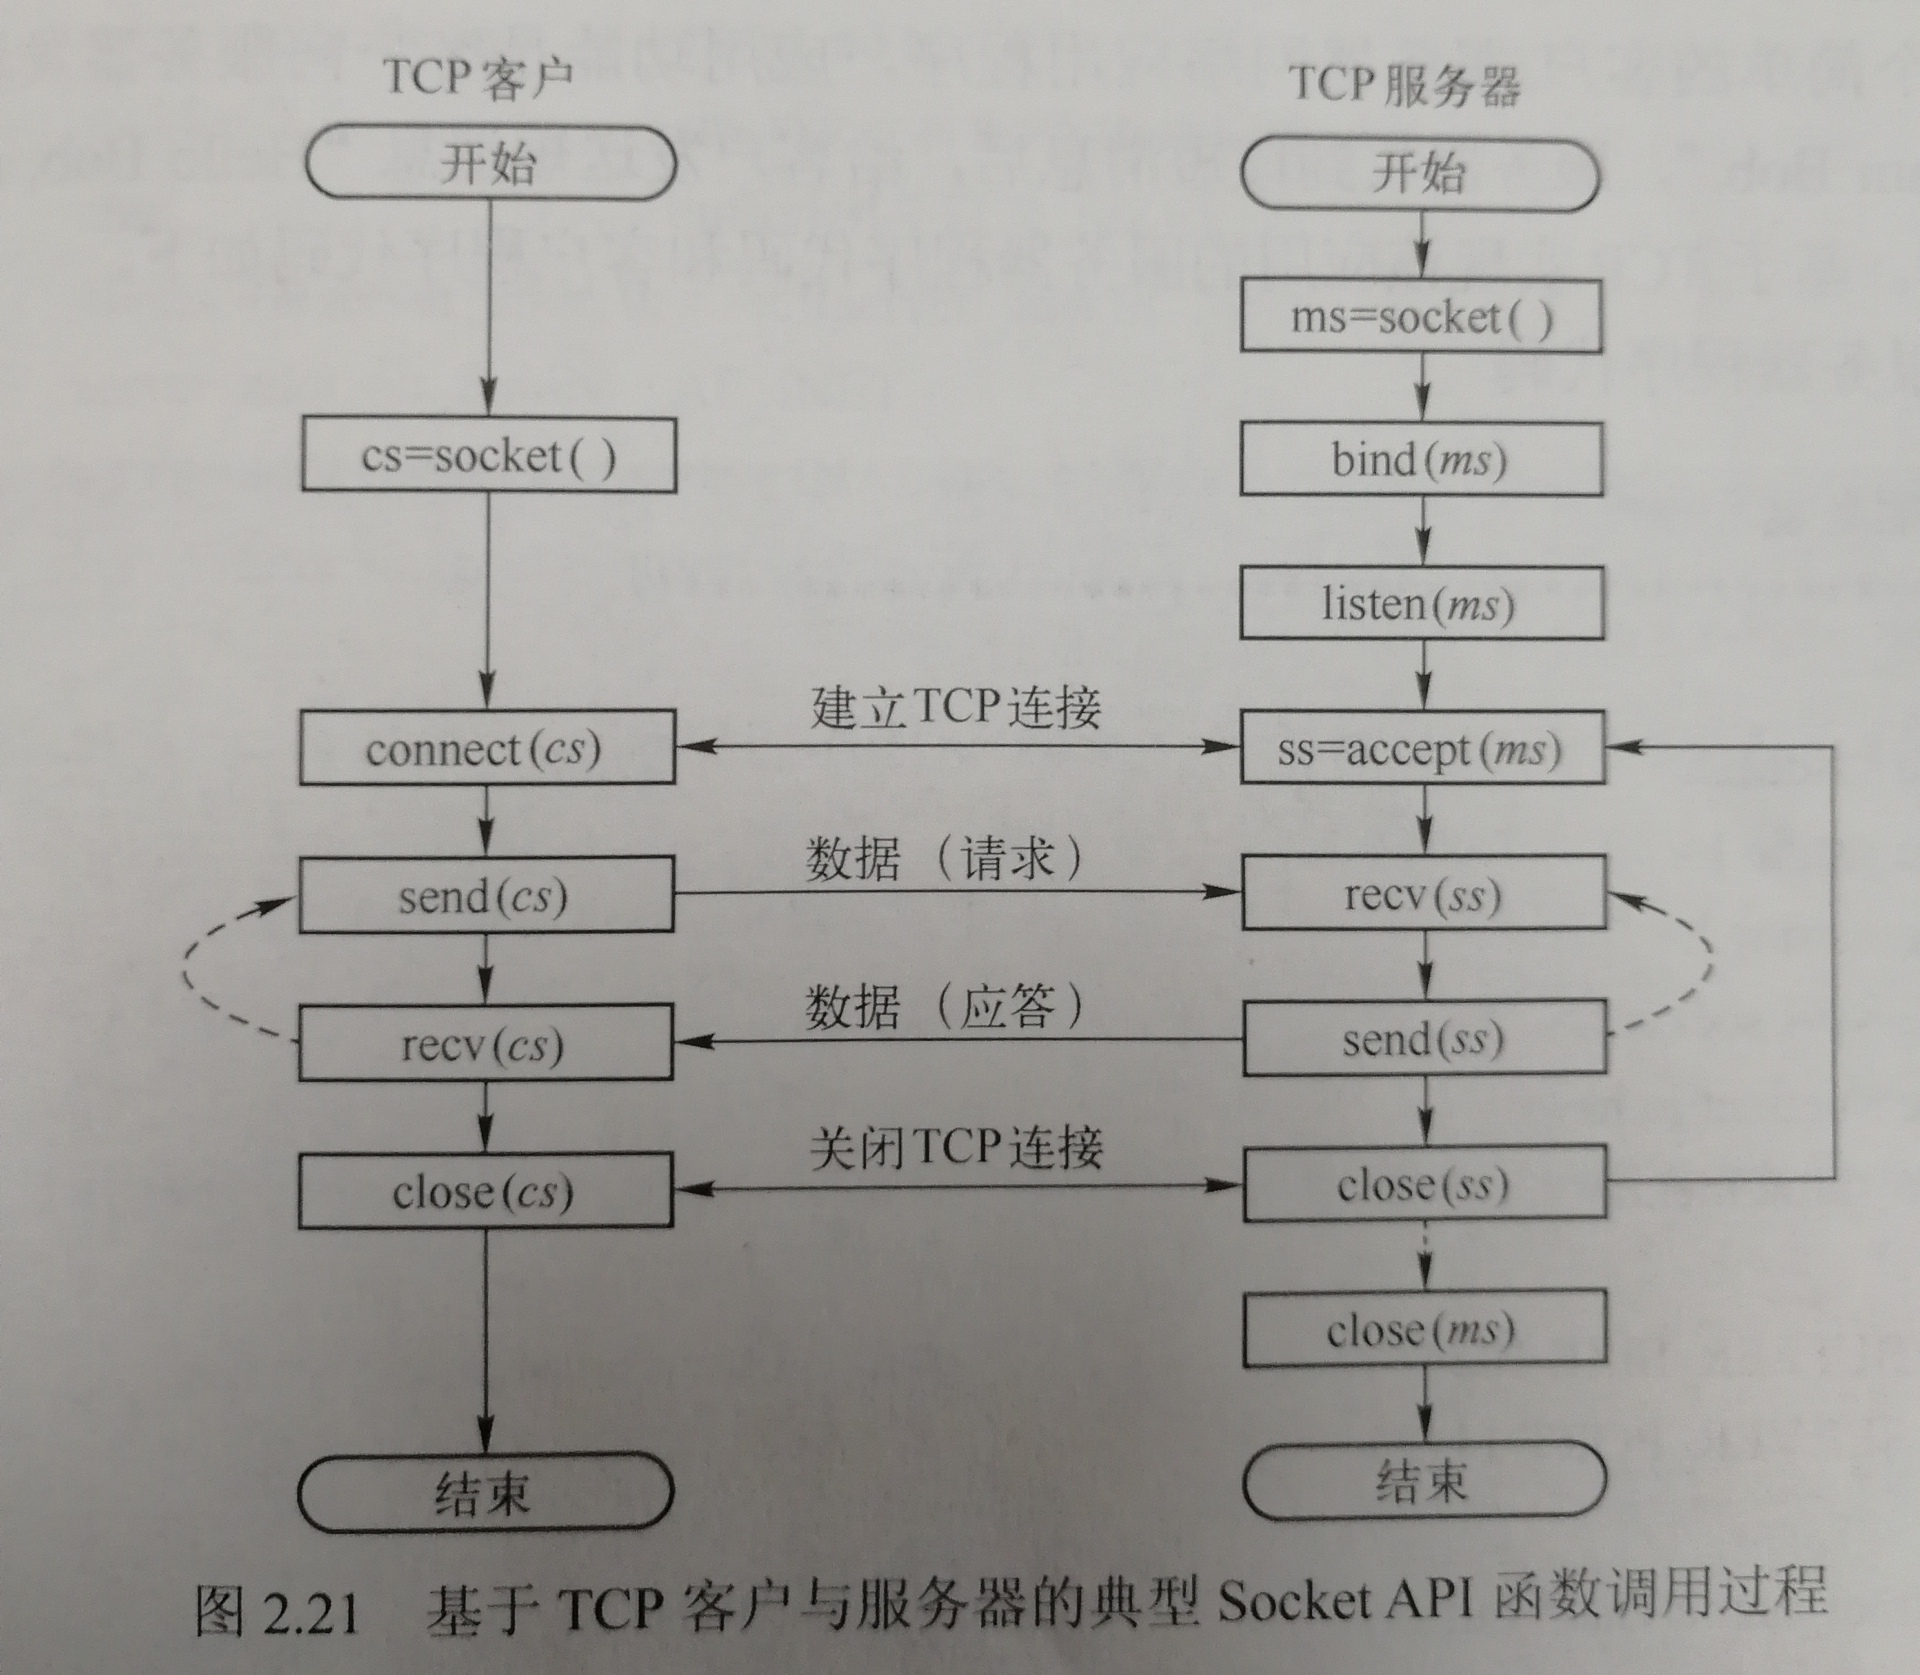 TCP客户
开始
cs=socket( )
connect(cs)
send(cs)
recv(cs)
close(cs)
结束
建立TCP连接
数据（请求）
数据（应答）
关闭TCP连接
TCP服务器
开始
ms=socket( )
bind(ms)
listen(ms)
ss=accept(ms)
recv(ss)
send(ss)
close(ss)
close(ms)
结束
图 2.21 基于 TCP 客户与服务器的典型 Socket API 函数调用过程